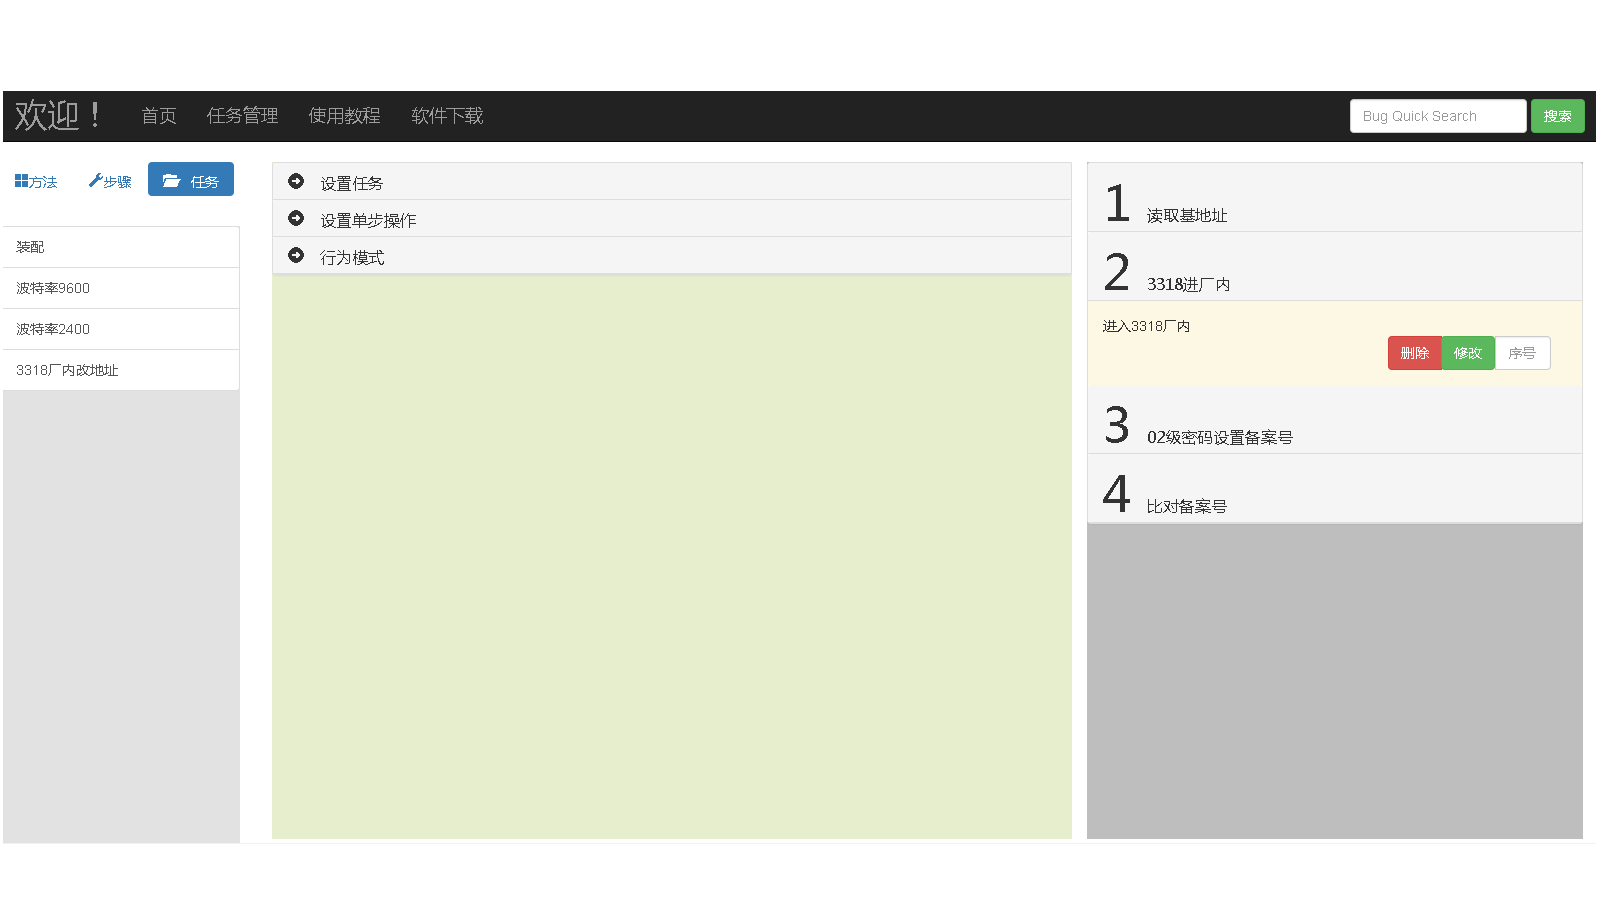 欢迎！ 首页 任务管理 使用教程 软件下载 Bug Quick Search 搜索
方法 步骤 任务
装配
波特率9600
波特率2400
3318厂内改地址
设置任务
设置单步操作
行为模式
1 读取基地址
2 3318进厂内
进入3318厂内
删除 修改 序号
3 02级密码设置备案号
4 比对备案号